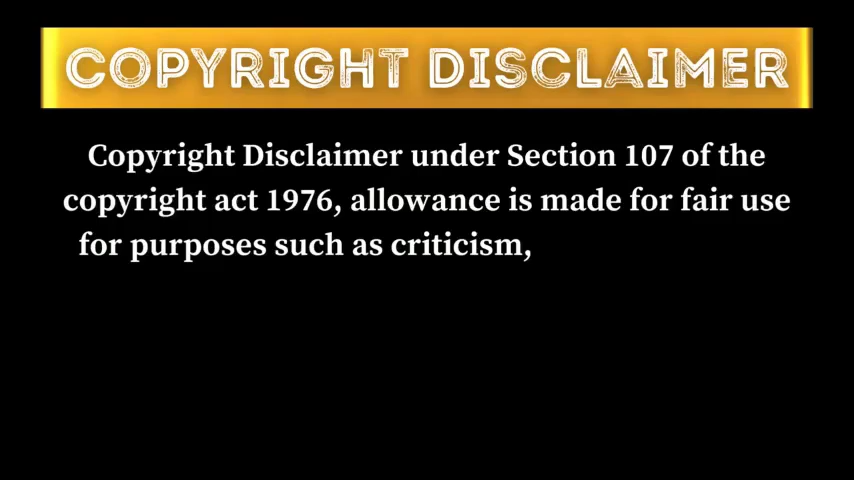 COPYRIGHT DISCLAIMER
Copyright Disclaimer under Section 107 of the
copyright act 1976, allowance is made for fair use
for purposes such as criticism,